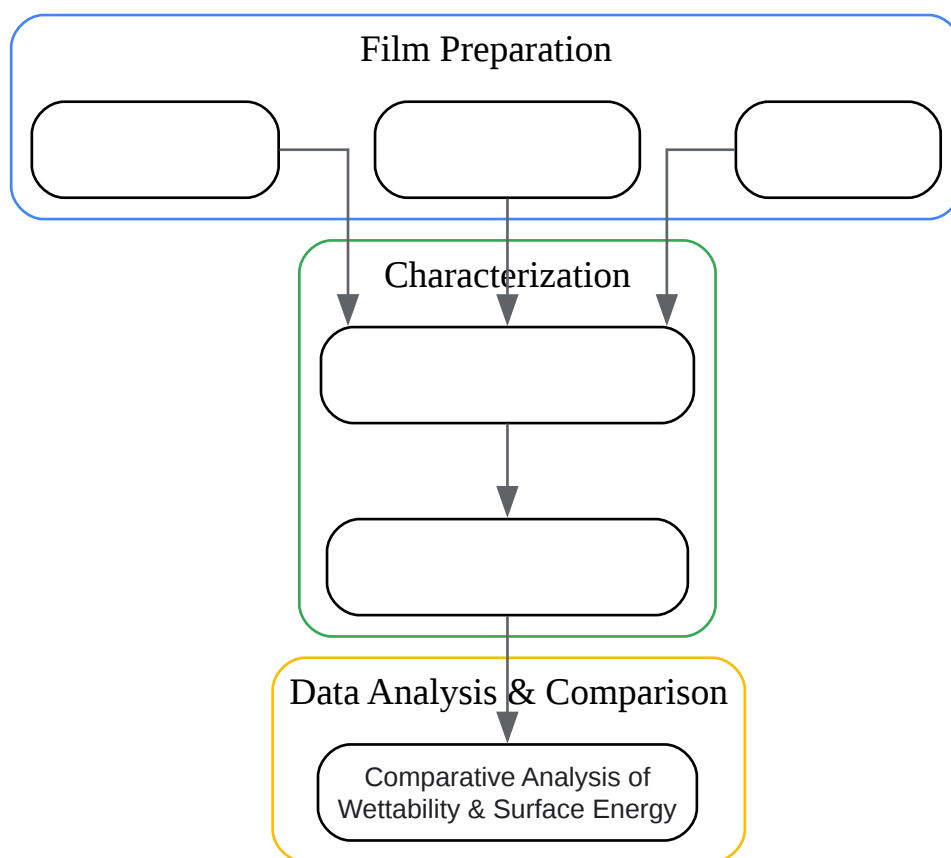 Film Preparation
Characterization
Data Analysis & Comparison
Comparative Analysis of
Wettability & Surface Energy